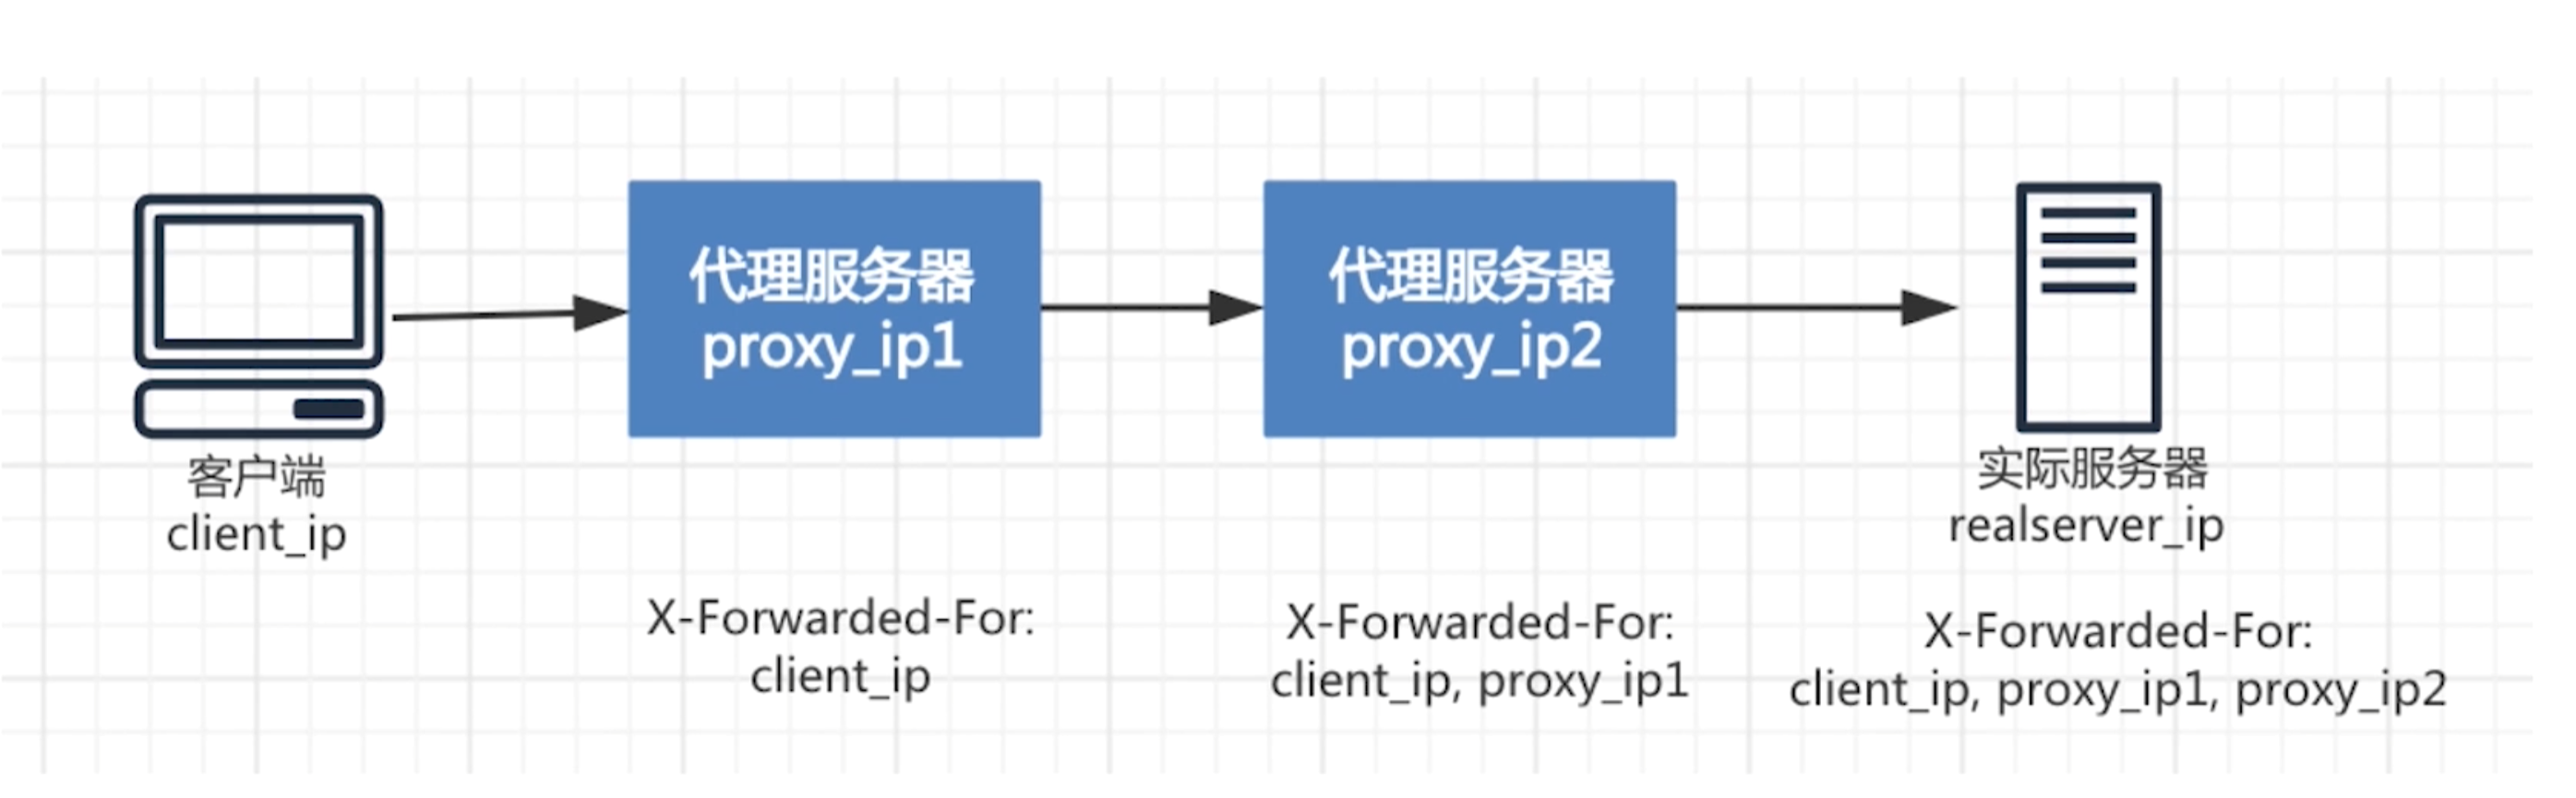 代理服务器
proxy_ip1
代理服务器
proxy_ip2
客户端
client_ip
实际服务器
realserver_ip
X-Forwarded-For:
client_ip
X-Forwarded-For:
client_ip, proxy_ip1
X-Forwarded-For:
client_ip, proxy_ip1, proxy_ip2